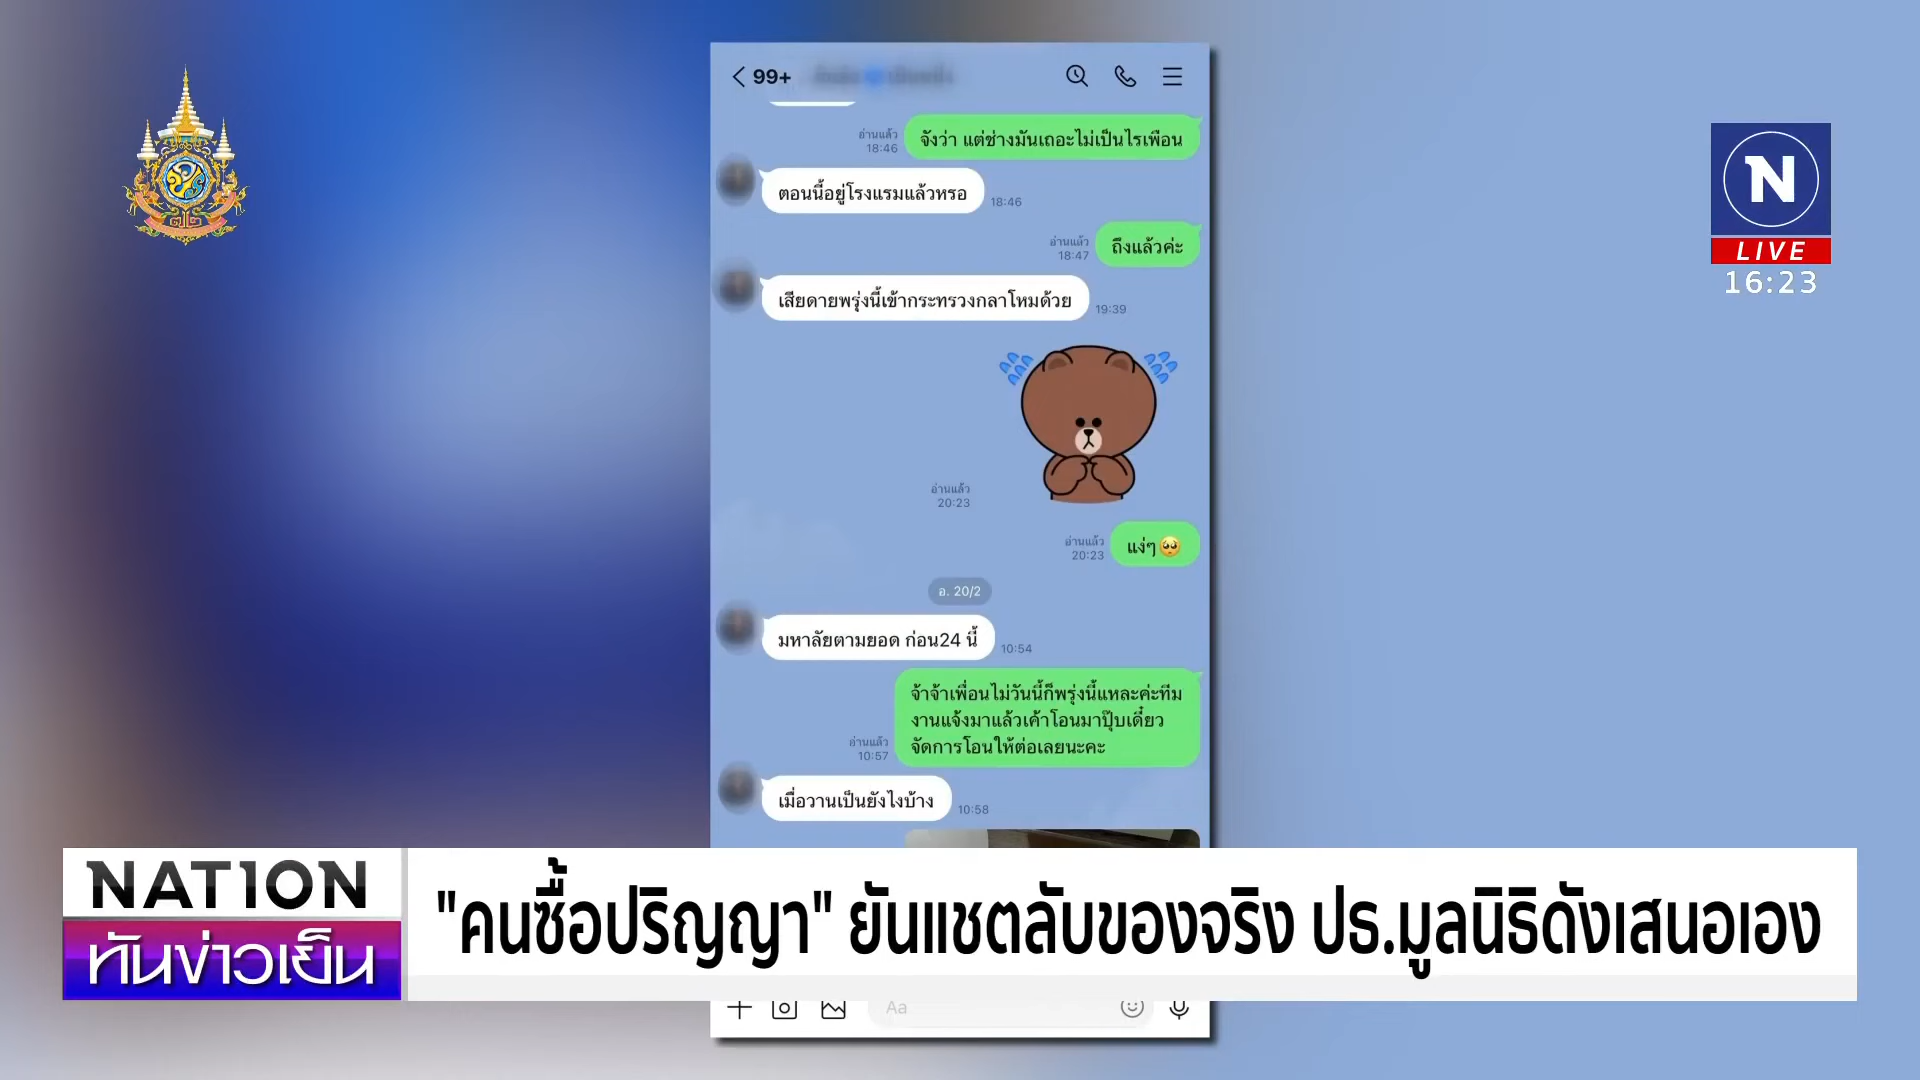 99+
จังว่า แต่ช่างมันเถอะไม่เป็นไรเพื่อน
อ่านแล้ว
18:46
ตอนนี้อยู่โรงแรมแล้วหรอ
18:46
ถึงแล้วค่ะ
อ่านแล้ว
18:47
เสียดายพรุ่งนี้เข้ากระทรวงกลาโหมด้วย
19:39
อ่านแล้ว
20:23
แง่ๆ🥺
อ่านแล้ว
20:23
อ. 20/2
มหาลัยตามยอด ก่อน24 นี้
10:54
จ้าจ้าเพื่อนไม่วันนี้ก็พรุ่งนี้แหละค่ะทีม
งานแจ้งมาแล้วเค้าโอนมาปุ๊บเดี๋ยว
จัดการโอนให้ต่อเลยนะคะ
อ่านแล้ว
10:57
เมื่อวานเป็นยังไงบ้าง
10:58
Aa
N
LIVE
16:23
NATION
ทันข่าวเย็น
"คนซื้อปริญญา" ยันแชตลับของจริง ปธ.มูลนิธิดังเสนอเอง